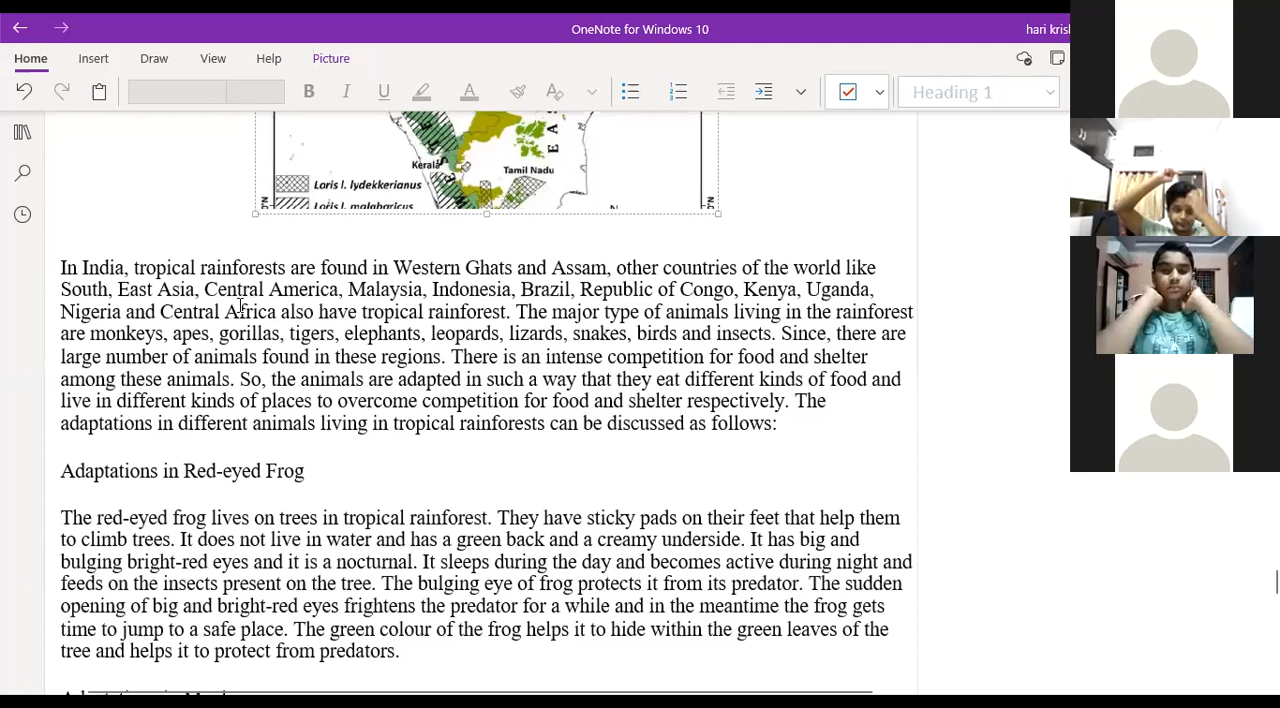 OneNote for Windows 10
hari krish
Home Insert Draw View Help Picture
B I U A Heading 1
Kerala
Tamil Nadu
E A
Loris l. lydekkerianus
Loris l. malabaricus
In India, tropical rainforests are found in Western Ghats and Assam, other countries of the world like
South, East Asia, Central America, Malaysia, Indonesia, Brazil, Republic of Congo, Kenya, Uganda,
Nigeria and Central Africa also have tropical rainforest. The major type of animals living in the rainforest
are monkeys, apes, gorillas, tigers, elephants, leopards, lizards, snakes, birds and insects. Since, there are
large number of animals found in these regions. There is an intense competition for food and shelter
among these animals. So, the animals are adapted in such a way that they eat different kinds of food and
live in different kinds of places to overcome competition for food and shelter respectively. The
adaptations in different animals living in tropical rainforests can be discussed as follows:
Adaptations in Red-eyed Frog
The red-eyed frog lives on trees in tropical rainforest. They have sticky pads on their feet that help them
to climb trees. It does not live in water and has a green back and a creamy underside. It has big and
bulging bright-red eyes and it is a nocturnal. It sleeps during the day and becomes active during night and
feeds on the insects present on the tree. The bulging eye of frog protects it from its predator. The sudden
opening of big and bright-red eyes frightens the predator for a while and in the meantime the frog gets
time to jump to a safe place. The green colour of the frog helps it to hide within the green leaves of the
tree and helps it to protect from predators.